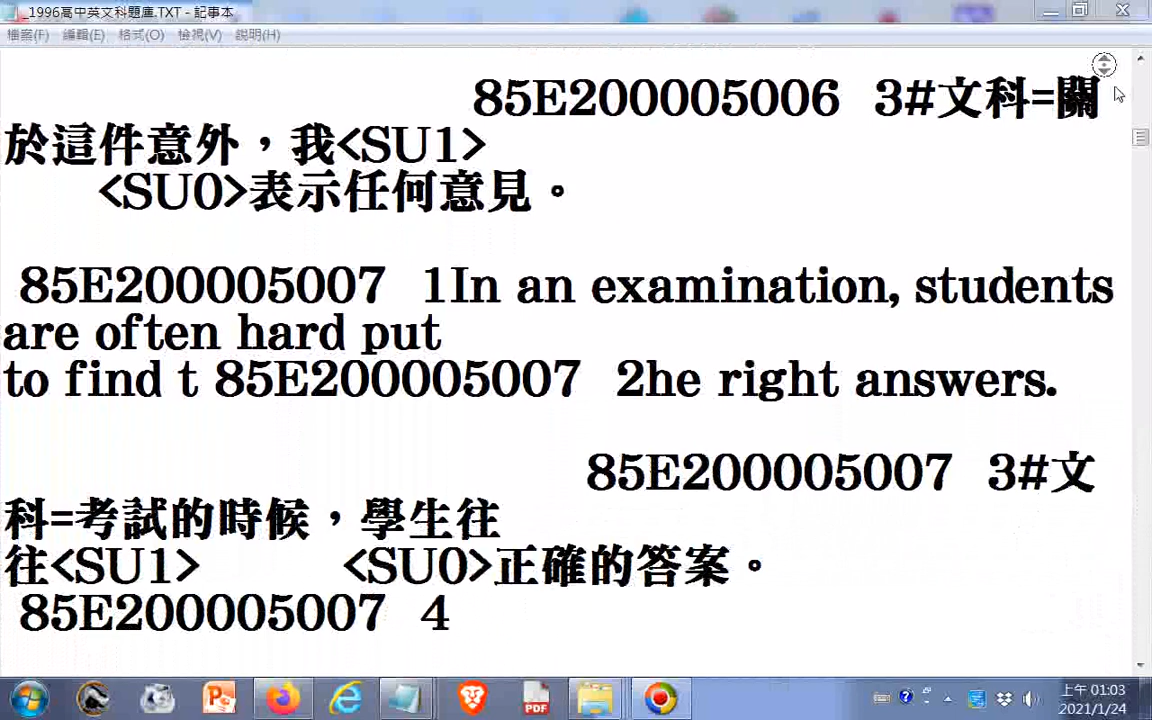 _1996高中英文科題庫.TXT - 記事本
檔案(F) 編輯(E) 格式(O) 檢視(V) 說明(H)
85E200005006 3#文科=關
於這件意外，我<SU1>
<SU0>表示任何意見。
85E200005007 1In an examination, students
are often hard put
to find t 85E200005007 2he right answers.
85E200005007 3#文
科=考試的時候，學生往
往<SU1> <SU0>正確的答案。
85E200005007 4
PDF
上午 01:03
2021/1/24